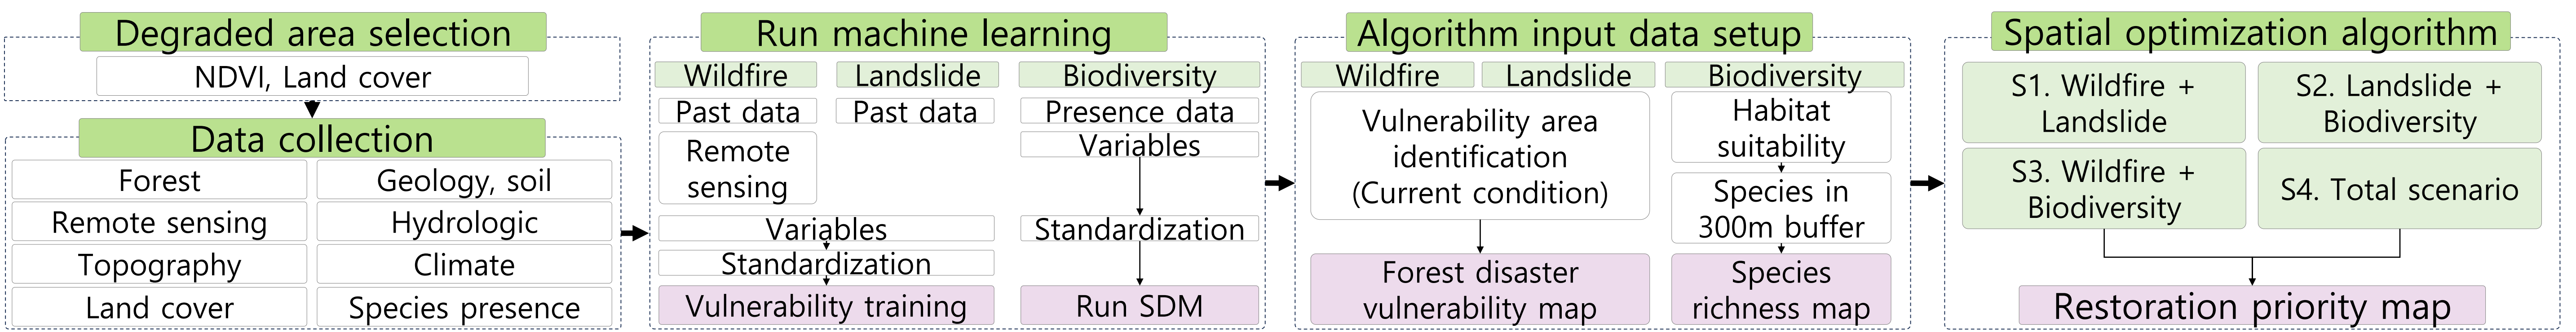 Degraded area selection
NDVI, Land cover
Data collection
Forest
Geology, soil
Remote sensing
Hydrologic
Topography
Climate
Land cover
Species presence
Run machine learning
Wildfire
Landslide
Biodiversity
Past data
Past data
Presence data
Remote
sensing
Variables
Variables
Standardization
Standardization
Vulnerability training
Run SDM
Algorithm input data setup
Wildfire
Landslide
Biodiversity
Vulnerability area
identification
(Current condition)
Habitat
suitability
Species in
300m buffer
Forest disaster
vulnerability map
Species
richness map
Spatial optimization algorithm
S1. Wildfire +
Landslide
S2. Landslide +
Biodiversity
S3. Wildfire +
Biodiversity
S4. Total scenario
Restoration priority map